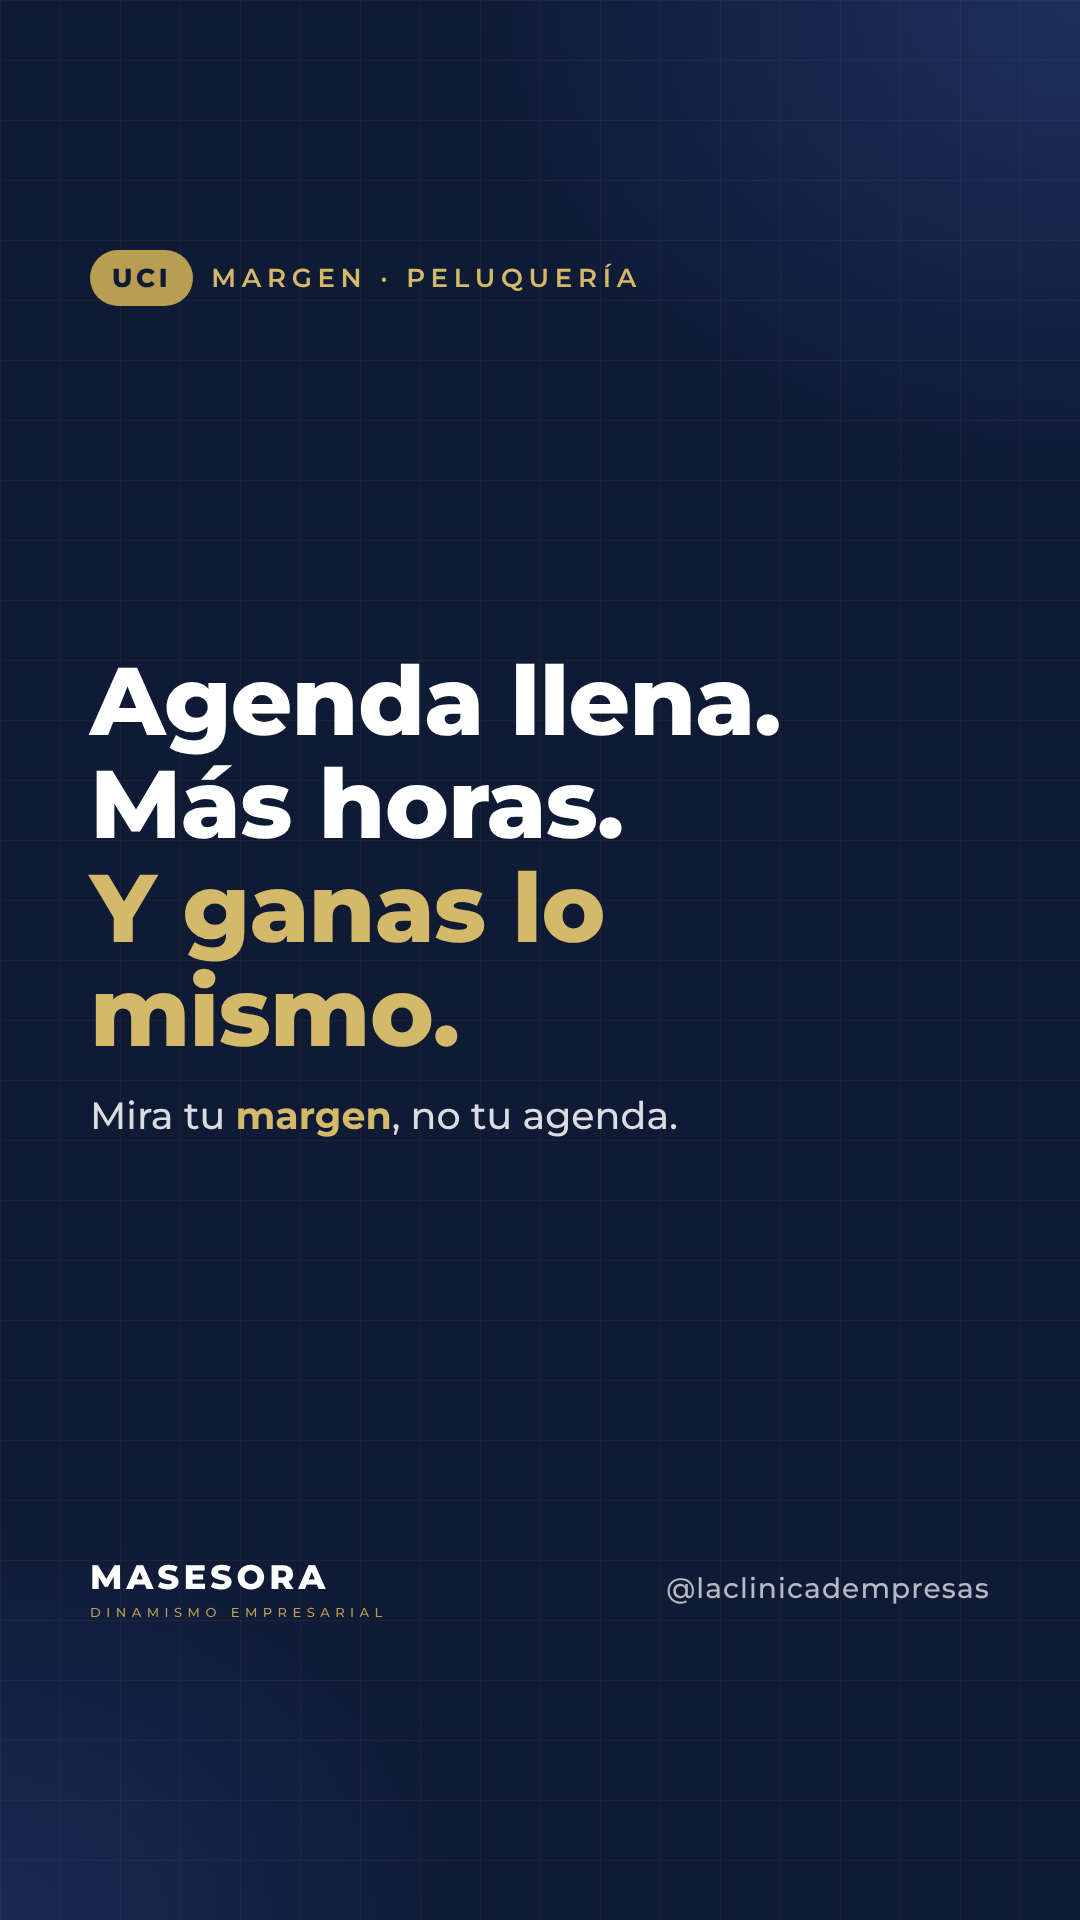 UCI MARGEN · PELUQUERÍA
Agenda llena.
Más horas.
Y ganas lo
mismo.
Mira tu margen, no tu agenda.
MASESORA
DINAMISMO EMPRESARIAL
@laclinicadempresas